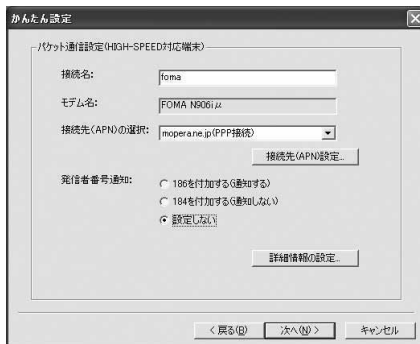 かんたん設定
パケット通信設定(HIGH-SPEED対応端末)
接続名: foma
モデム名: FOMA N906iμ
接続先(APN)の選択: mopera.ne.jp(PPP接続)
接続先(APN)設定...
発信者番号通知: 186を付加する(通知する)
184を付加する(通知しない)
設定しない
詳細情報の設定...
< 戻る(B) 次へ(N) > キャンセル